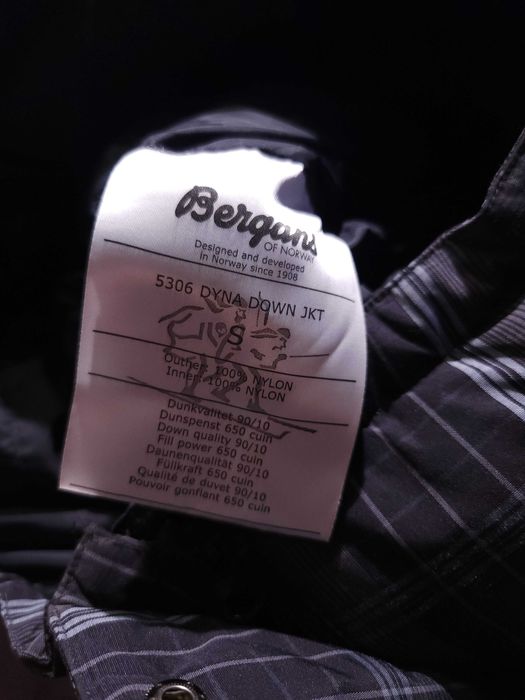 Bergans
OF NORWAY
Designed and developed
in Norway since 1908
5306 DYNA DOWN JKT
S
Outher: 100% NYLON
Inner: 100% NYLON
Dunkvalitet 90/10
Dunspenst 650 cuin
Down quality 90/10
Fill power 650 cuin
Daunenqualität 90/10
Füllkraft 650 cuin
Qualité de duvet 90/10
Pouvoir gonflant 650 cuin